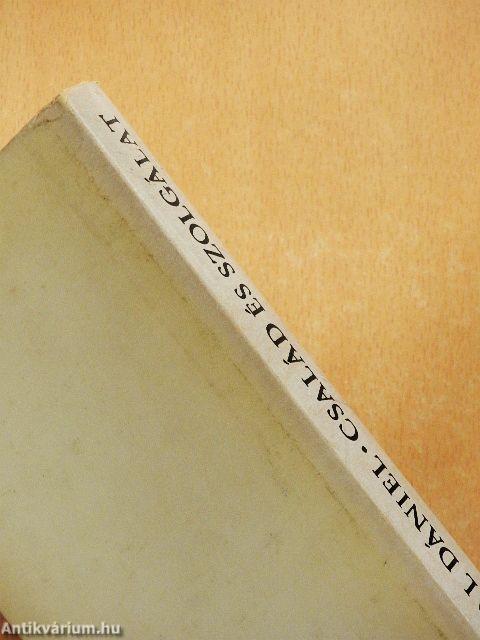 DÁNIEL · CSALÁD ÉS SZOLGÁLAT
Antikvárium.hu